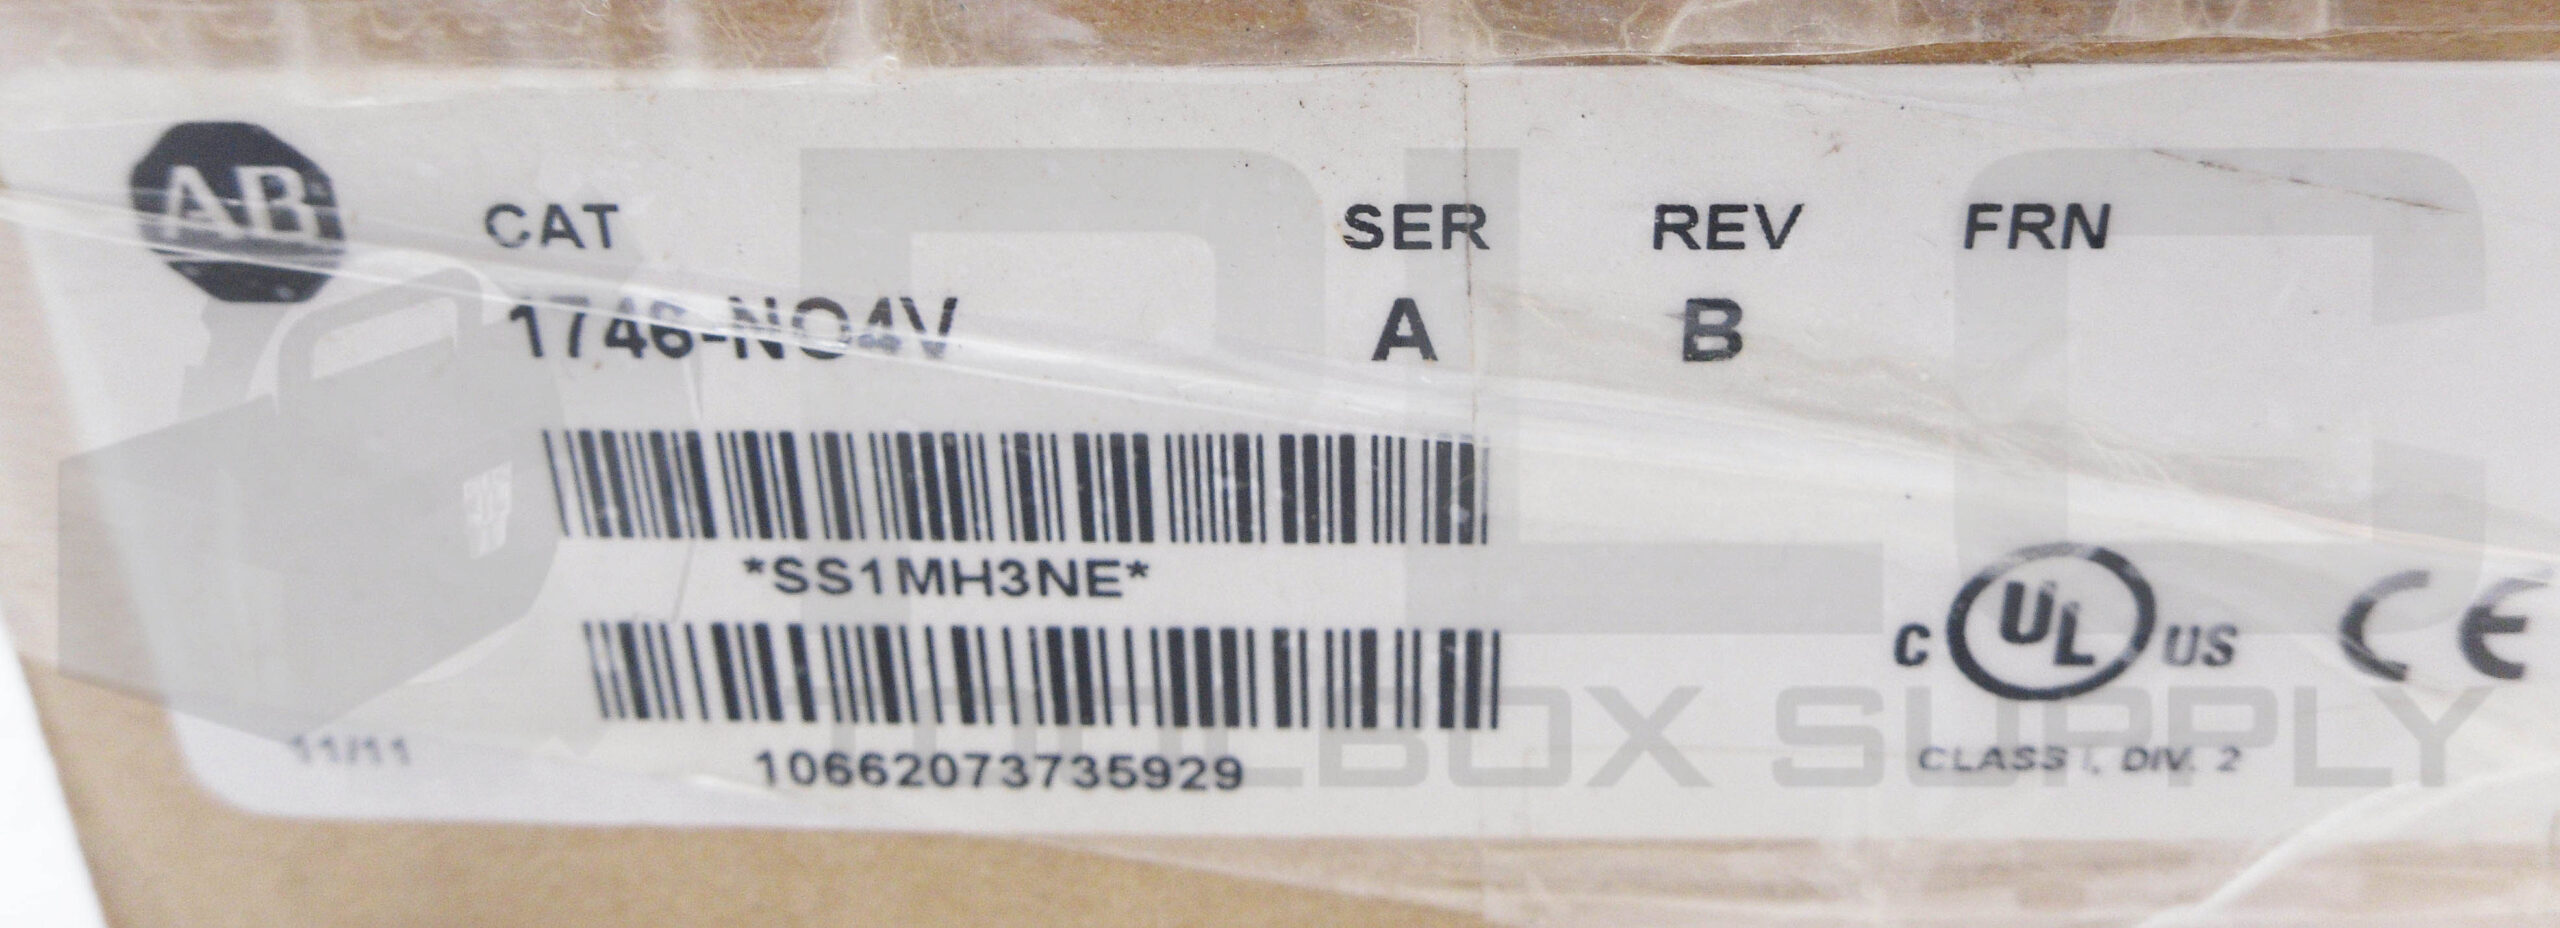 AB
CAT SER REV FRN
1746-NO4V A B
*SS1MH3NE*
10662073735929
11/11
C UL US CE
CLASS I, DIV. 2
PLC
TOOLBOX SUPPLY